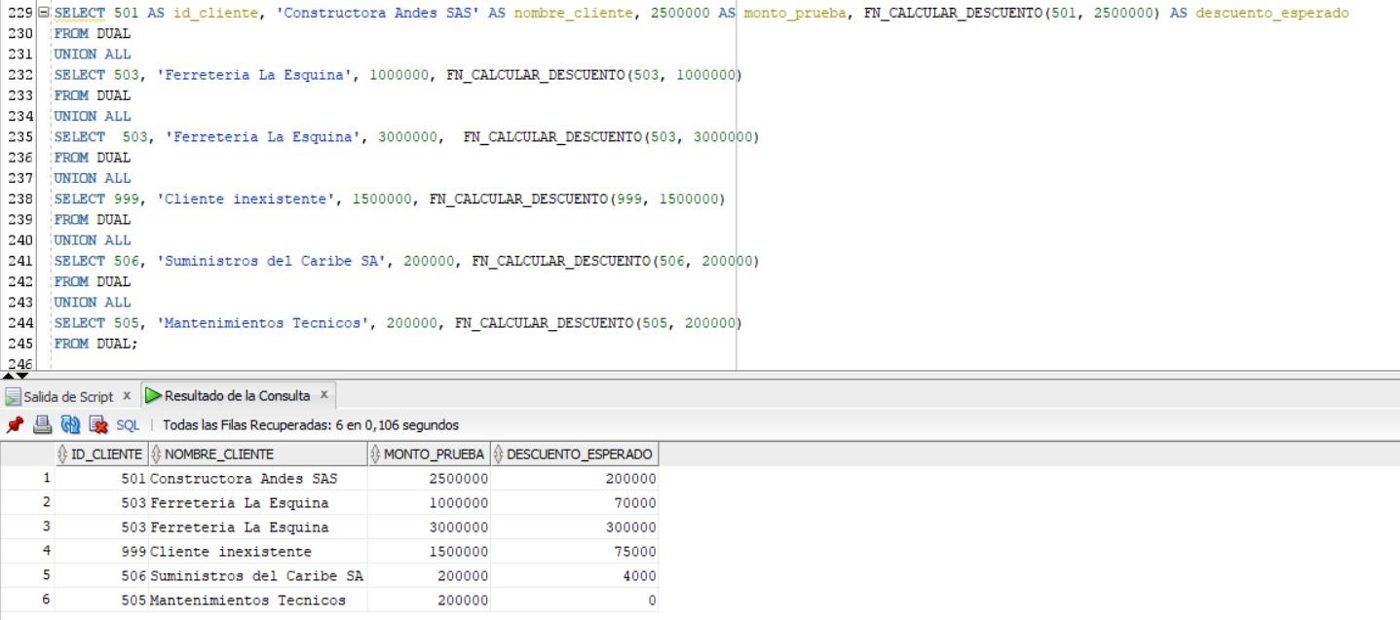 229 SELECT 501 AS id_cliente, 'Constructora Andes SAS' AS nombre_cliente, 2500000 AS monto_prueba, FN_CALCULAR_DESCUENTO(501, 2500000) AS descuento_esperado
230 FROM DUAL
231 UNION ALL
232 SELECT 503, 'Ferreteria La Esquina', 1000000, FN_CALCULAR_DESCUENTO(503, 1000000)
233 FROM DUAL
234 UNION ALL
235 SELECT  503, 'Ferreteria La Esquina', 3000000,  FN_CALCULAR_DESCUENTO(503, 3000000)
236 FROM DUAL
237 UNION ALL
238 SELECT 999, 'Cliente inexistente', 1500000, FN_CALCULAR_DESCUENTO(999, 1500000)
239 FROM DUAL
240 UNION ALL
241 SELECT 506, 'Suministros del Caribe SA', 200000, FN_CALCULAR_DESCUENTO(506, 200000)
242 FROM DUAL
243 UNION ALL
244 SELECT 505, 'Mantenimientos Tecnicos', 200000, FN_CALCULAR_DESCUENTO(505, 200000)
245 FROM DUAL;
246
Salida de Script x Resultado de la Consulta x
SQL | Todas las Filas Recuperadas: 6 en 0,106 segundos
ID_CLIENTE NOMBRE_CLIENTE MONTO_PRUEBA DESCUENTO_ESPERADO
1 501 Constructora Andes SAS 2500000 200000
2 503 Ferreteria La Esquina 1000000 70000
3 503 Ferreteria La Esquina 3000000 300000
4 999 Cliente inexistente 1500000 75000
5 506 Suministros del Caribe SA 200000 4000
6 505 Mantenimientos Tecnicos 200000 0